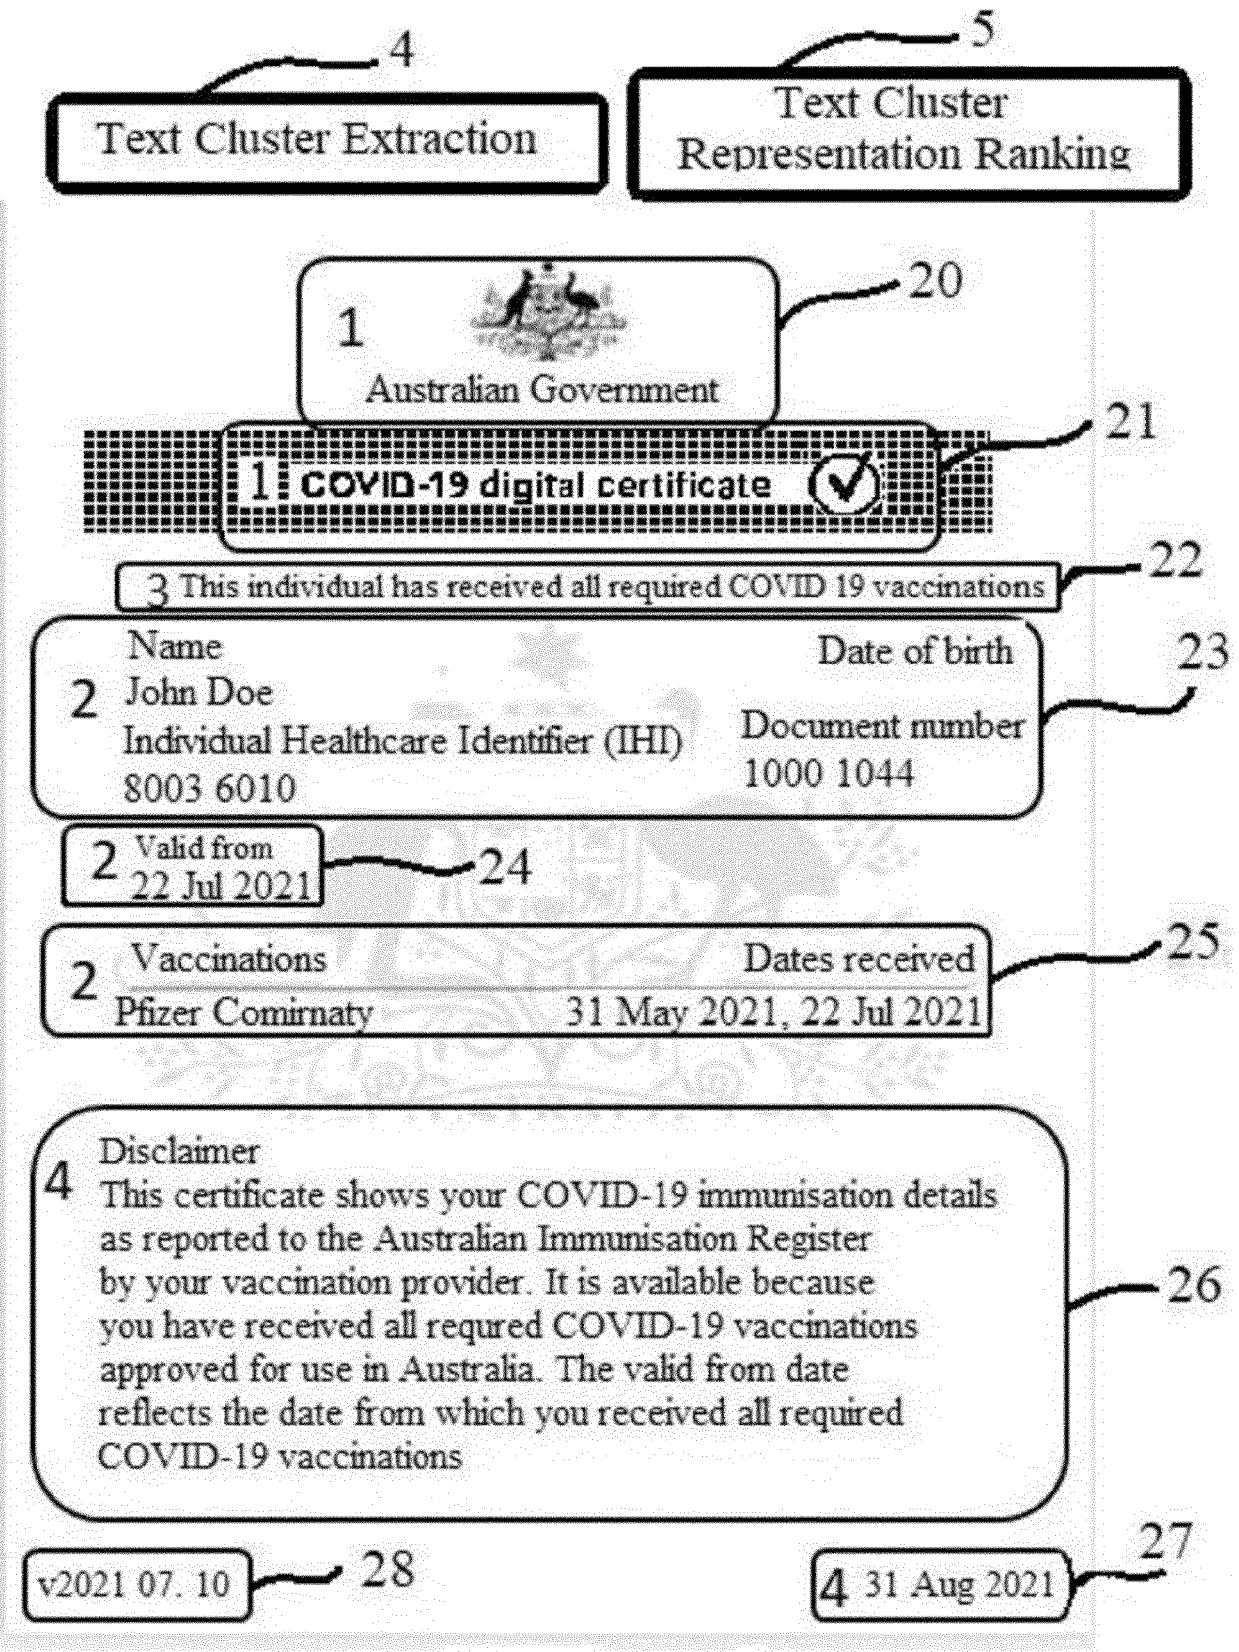 4
5
Text Cluster Extraction
Text Cluster
Representation Ranking
20
1
Australian Government
21
1 COVID-19 digital certificate
22
3 This individual has received all required COVID 19 vaccinations
23
Name
Date of birth
2
John Doe
Individual Healthcare Identifier (IHI)
Document number
8003 6010
1000 1044
2
Valid from
22 Jul 2021
24
25
2
Vaccinations Dates received
Pfizer Comirnaty 31 May 2021, 22 Jul 2021
4
Disclaimer
This certificate shows your COVID-19 immunisation details
as reported to the Australian Immunisation Register
by your vaccination provider. It is available because
you have received all requred COVID-19 vaccinations
approved for use in Australia. The valid from date
reflects the date from which you received all required
COVID-19 vaccinations
26
v2021 07. 10
28
4 31 Aug 2021
27